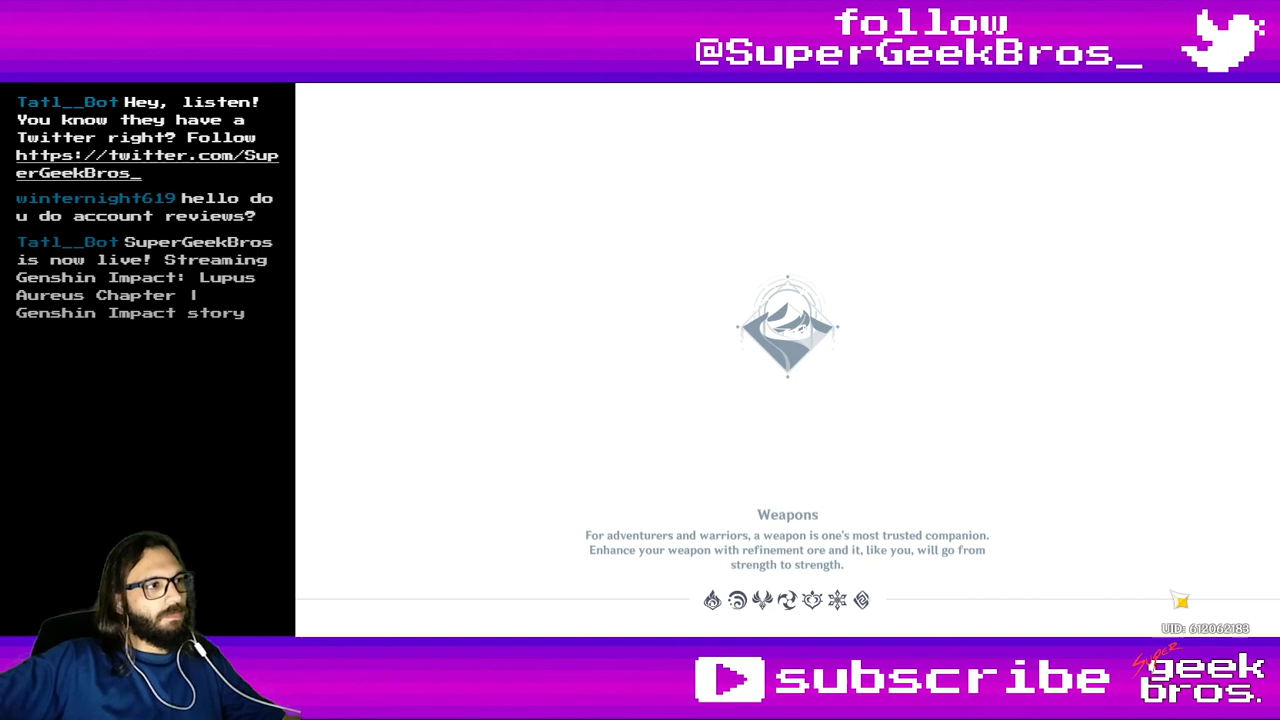 follow
@SuperGeekBros_
Tatl__Bot Hey, listen!
You know they have a
Twitter right? Follow
https://twitter.com/Sup
erGeekBros_
winternight619 hello do
u do account reviews?
Tatl__Bot SuperGeekBros
is now live! Streaming
Genshin Impact: Lupus
Aureus Chapter |
Genshin Impact story
Weapons
For adventurers and warriors, a weapon is one's most trusted companion.
Enhance your weapon with refinement ore and it, like you, will go from
strength to strength.
UID: 612062183
subscribe
SUPER
geek
bros.